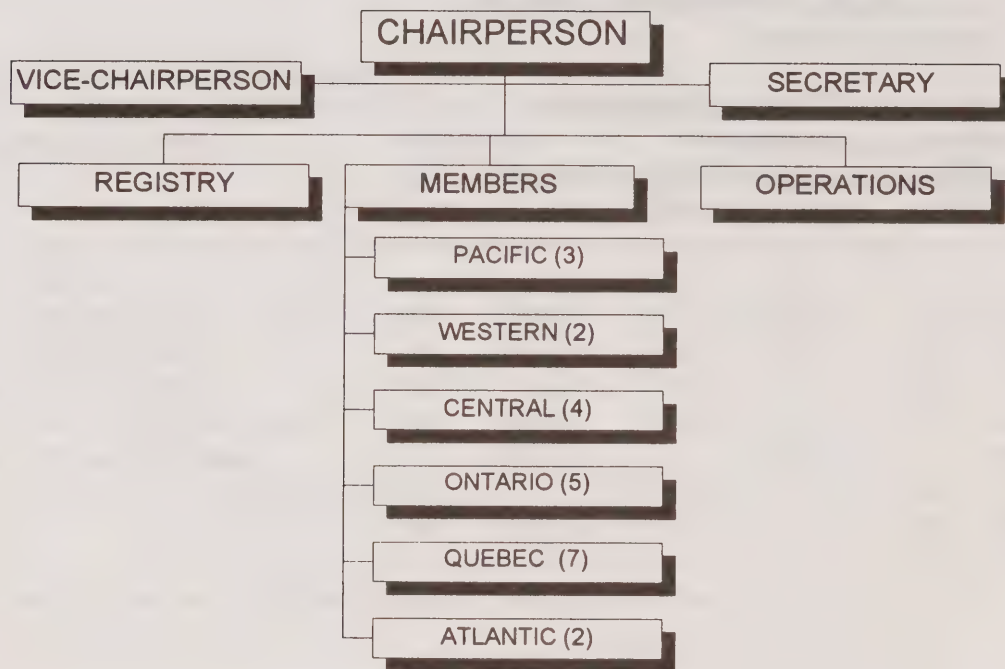 CHAIRPERSON
VICE-CHAIRPERSON
SECRETARY
REGISTRY
MEMBERS
OPERATIONS
PACIFIC (3)
WESTERN (2)
CENTRAL (4)
ONTARIO (5)
QUEBEC (7)
ATLANTIC (2)